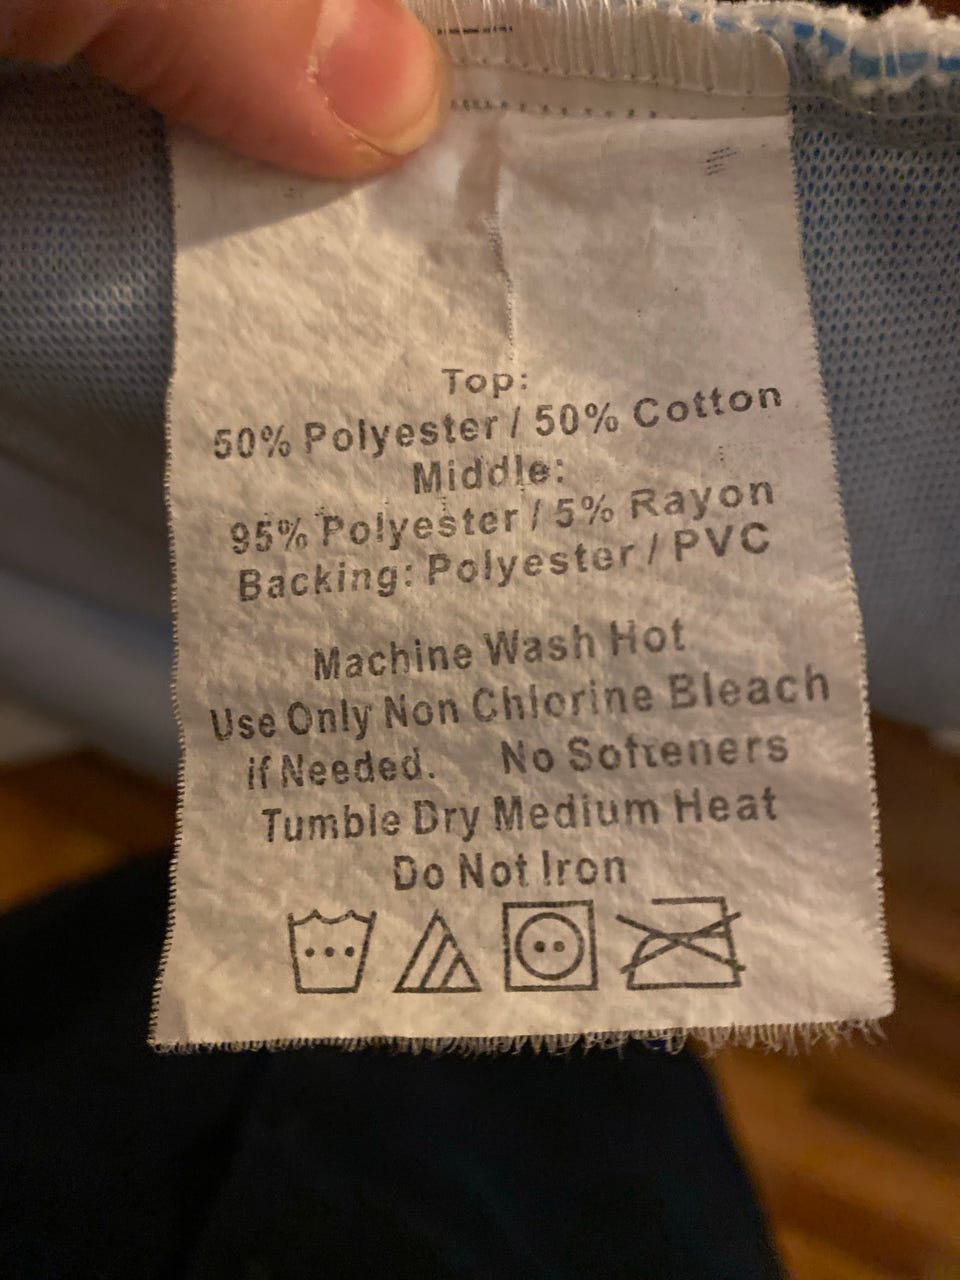 Top:
50% Polyester / 50% Cotton
Middle:
95% Polyester / 5% Rayon
Backing: Polyester / PVC
Machine Wash Hot
Use Only Non Chlorine Bleach
if Needed. No Softeners
Tumble Dry Medium Heat
Do Not Iron